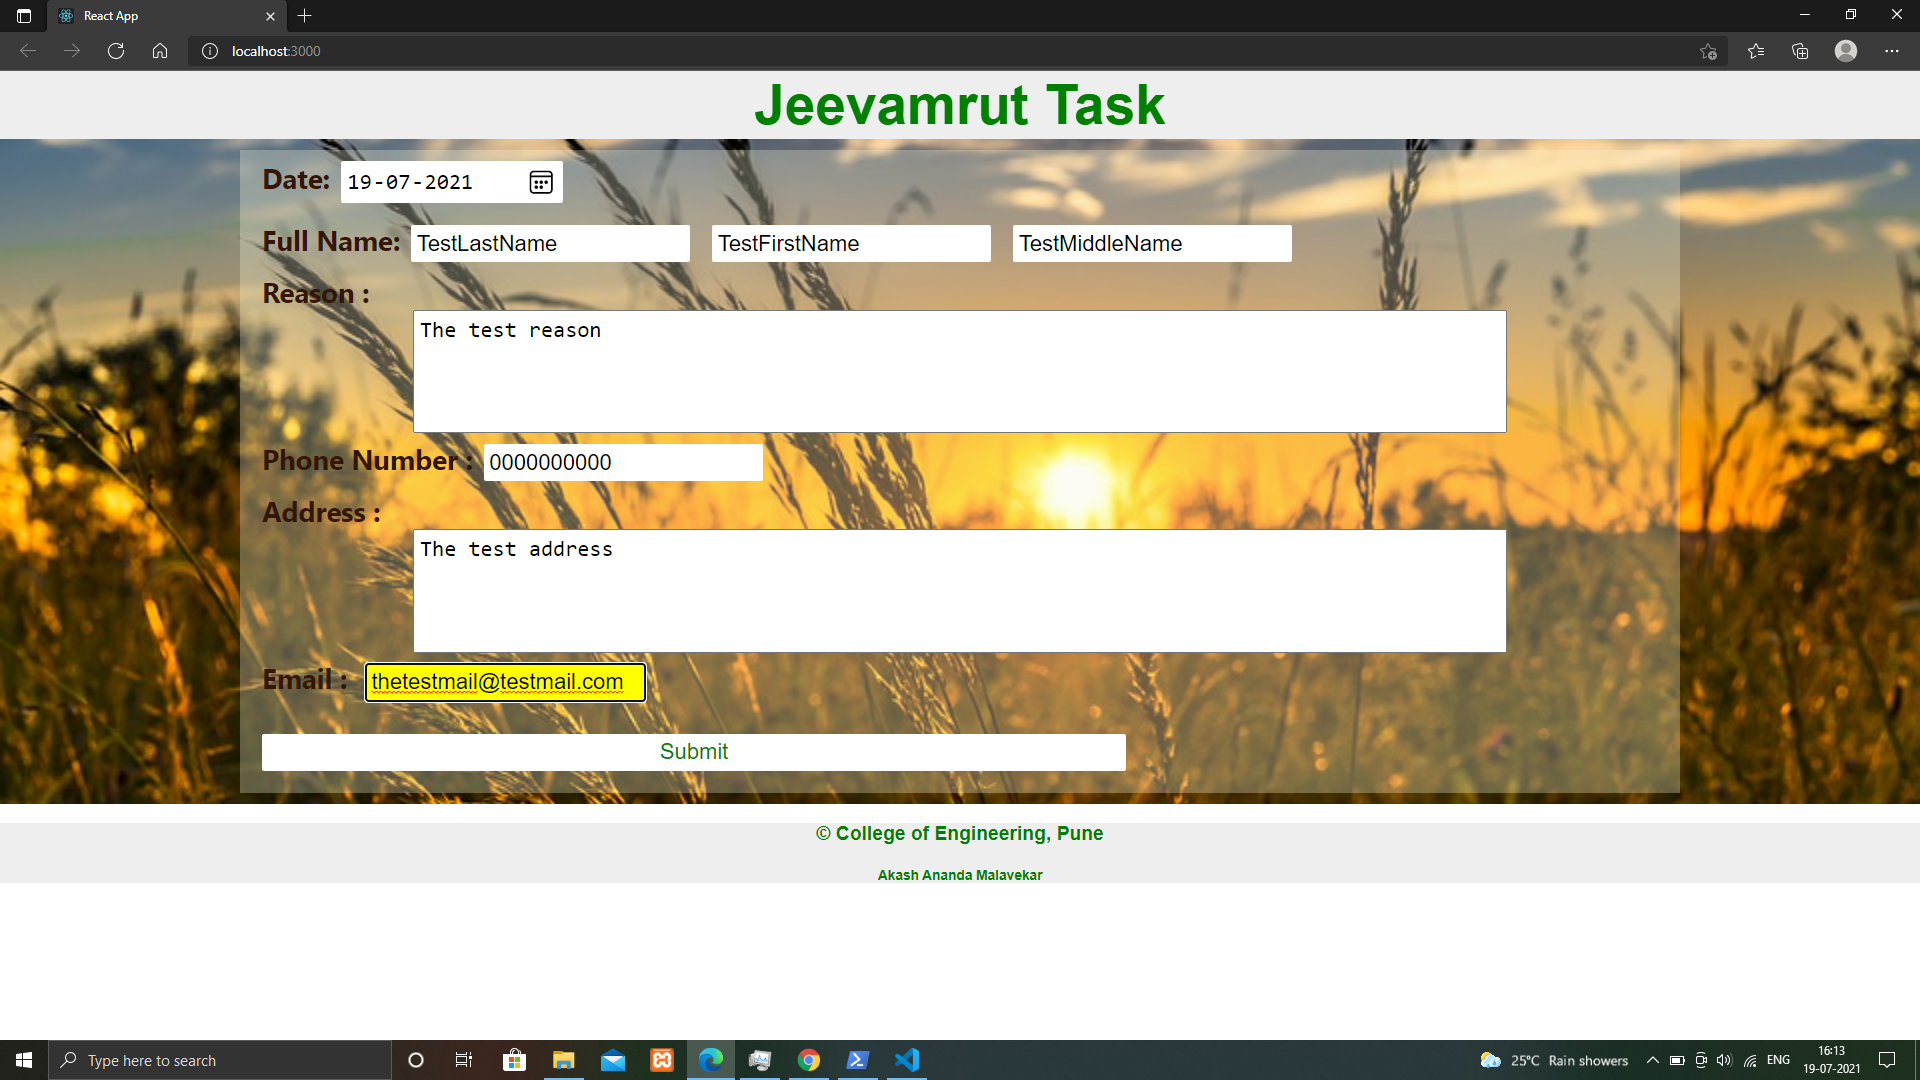 React App
localhost:3000
Jeevamrut Task
Date: 19-07-2021
Full Name: TestLastName TestFirstName TestMiddleName
Reason :
The test reason
Phone Number : 0000000000
Address :
The test address
Email : thetestmail@testmail.com
Submit
© College of Engineering, Pune
Akash Ananda Malavekar
Type here to search
25°C Rain showers
ENG
16:13
19-07-2021